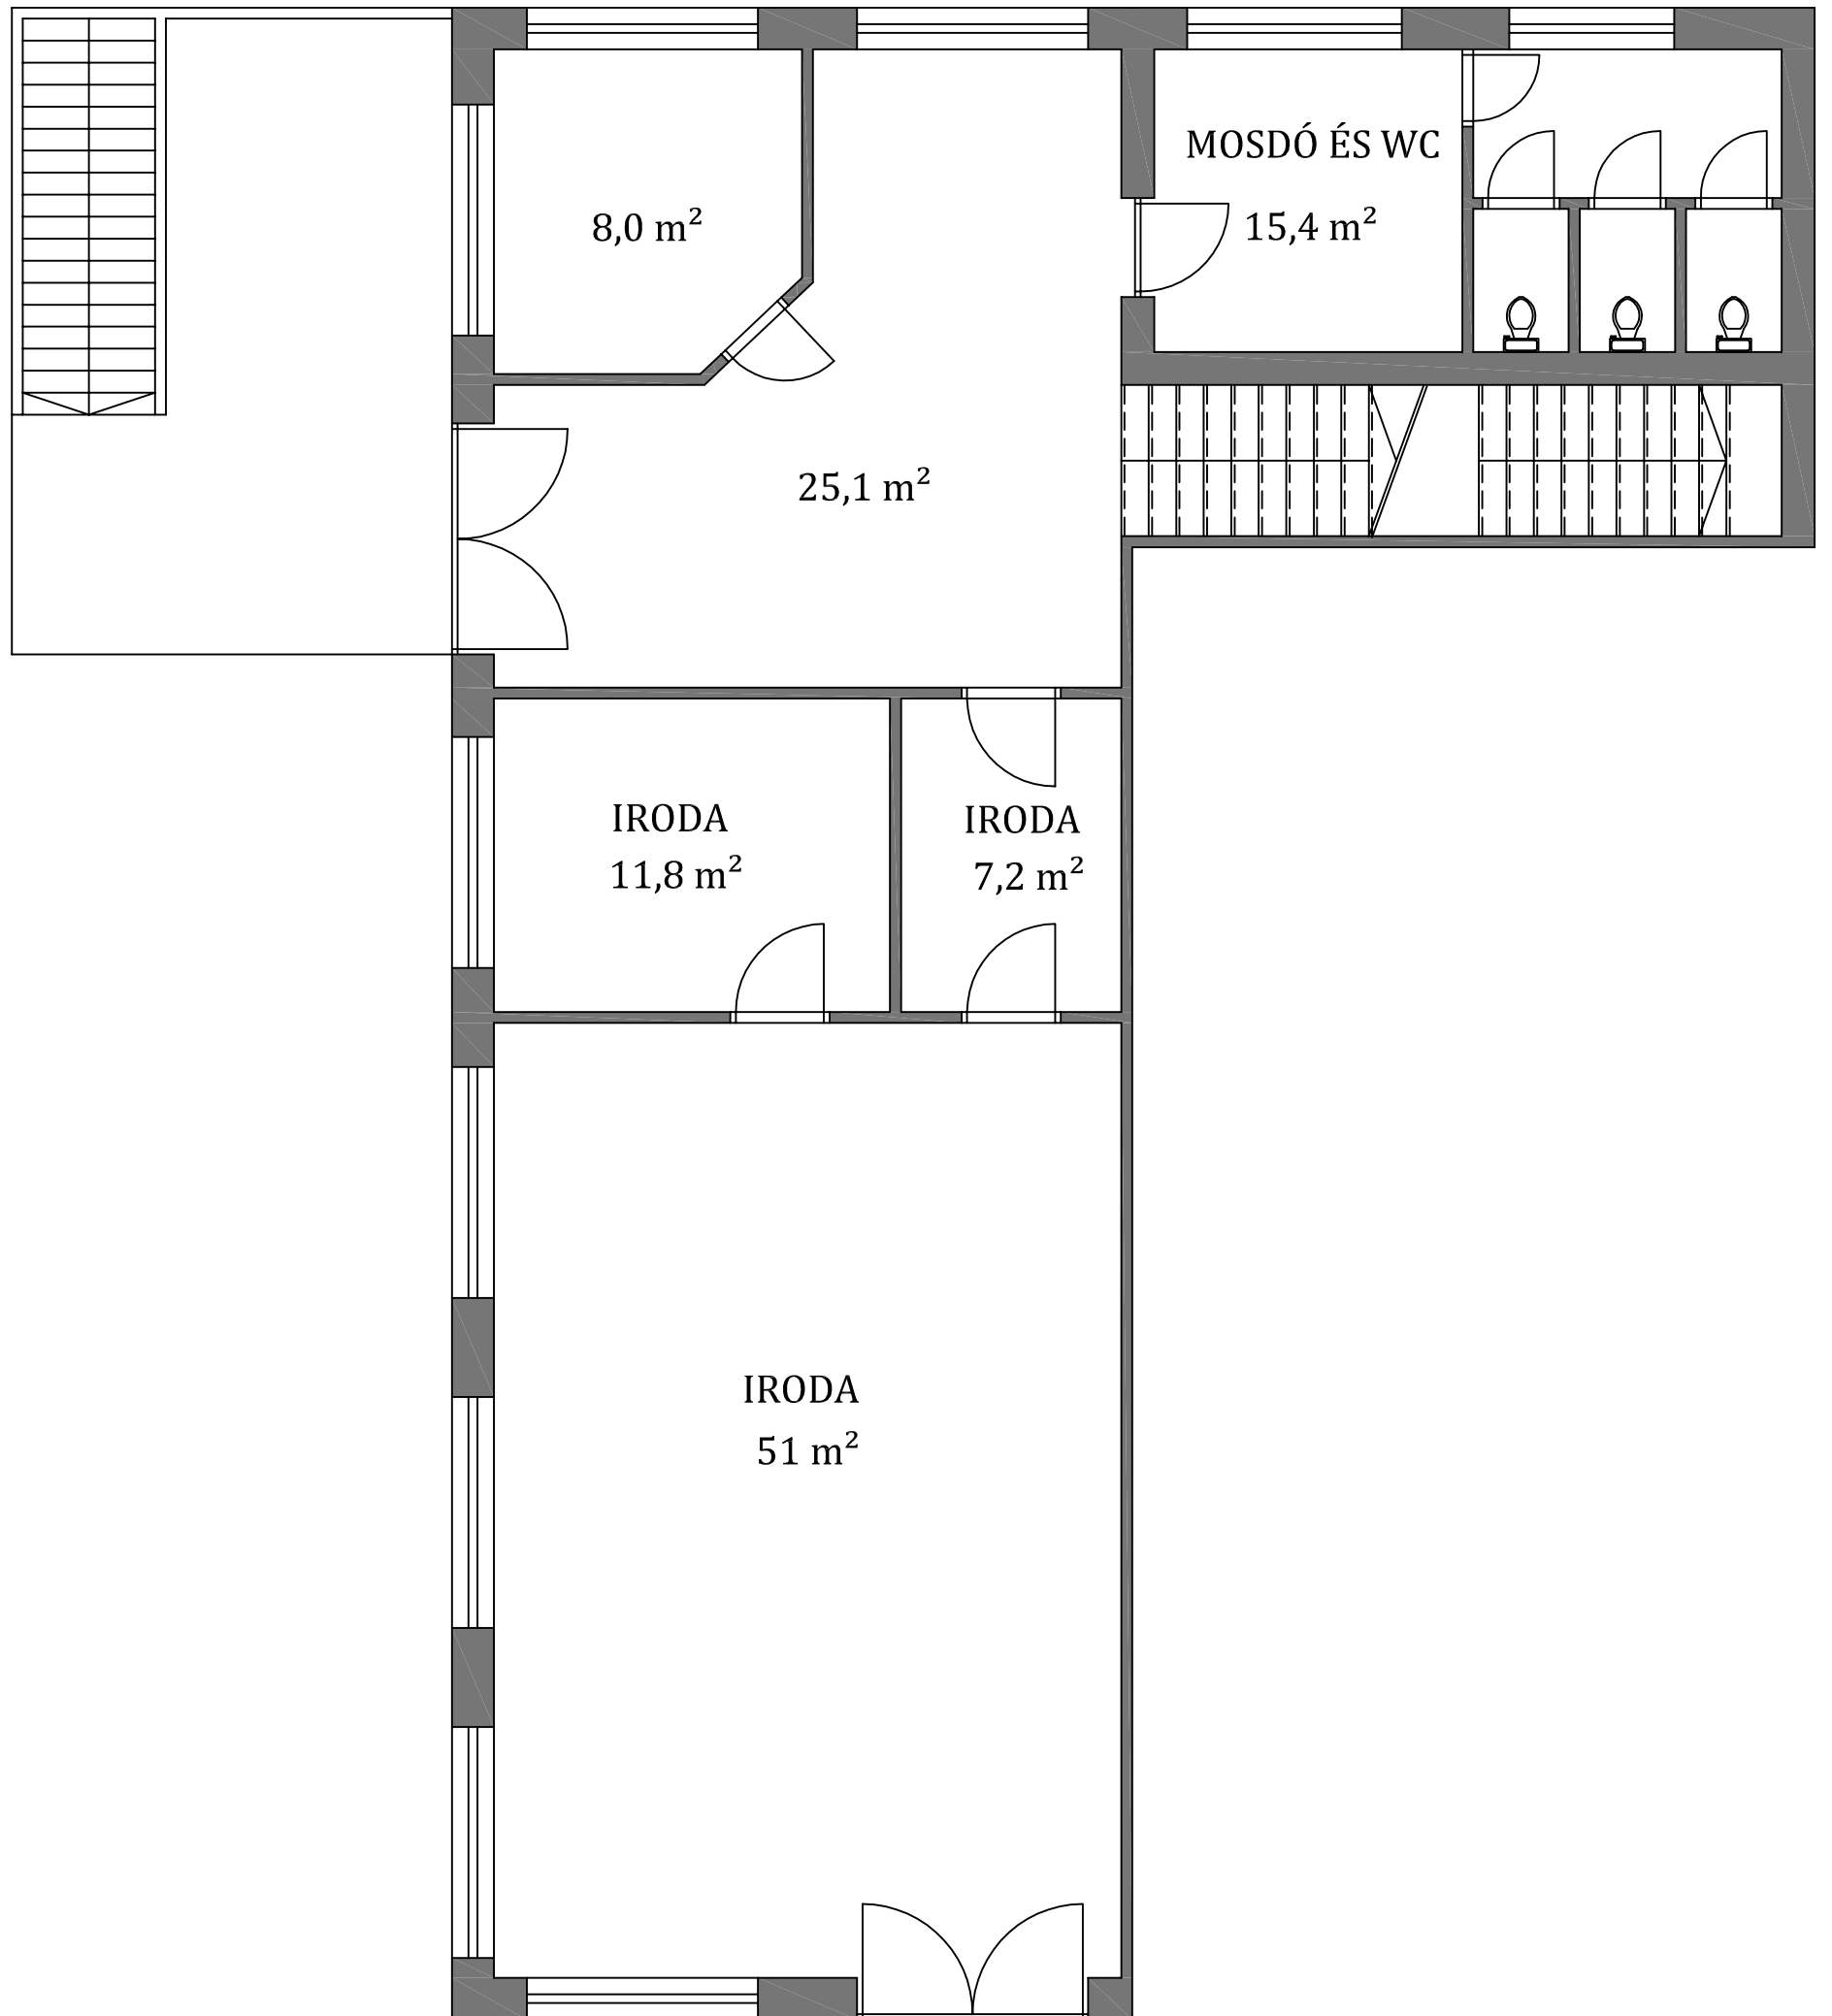 MOSDÓ ÉS WC
15,4 m²
8,0 m²
25,1 m²
IRODA
11,8 m²
IRODA
7,2 m²
IRODA
51 m²